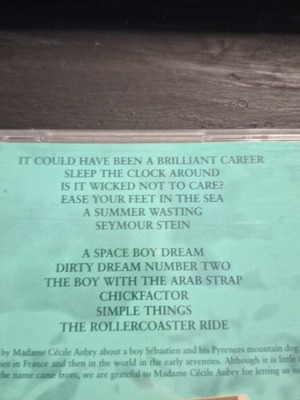 IT COULD HAVE BEEN A BRILLIANT CAREER
SLEEP THE CLOCK AROUND
IS IT WICKED NOT TO CARE?
EASE YOUR FEET IN THE SEA
A SUMMER WASTING
SEYMOUR STEIN
A SPACE BOY DREAM
DIRTY DREAM NUMBER TWO
THE BOY WITH THE ARAB STRAP
CHICKFACTOR
SIMPLE THINGS
THE ROLLERCOASTER RIDE
by Madame Cécile Aubry about a boy Sébastien and his Pyrenees mountain dog
in France and then in the world in the early seventies. Although it is little
the name came from, we are grateful to Madame Cécile Aubry for letting us